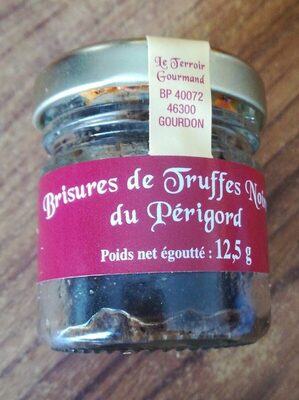 Le Terroir
Gourmand
BP 40072
46300
GOURDON
Brisures de Truffes
du Périgord
Poids net égoutté : 12,5 g